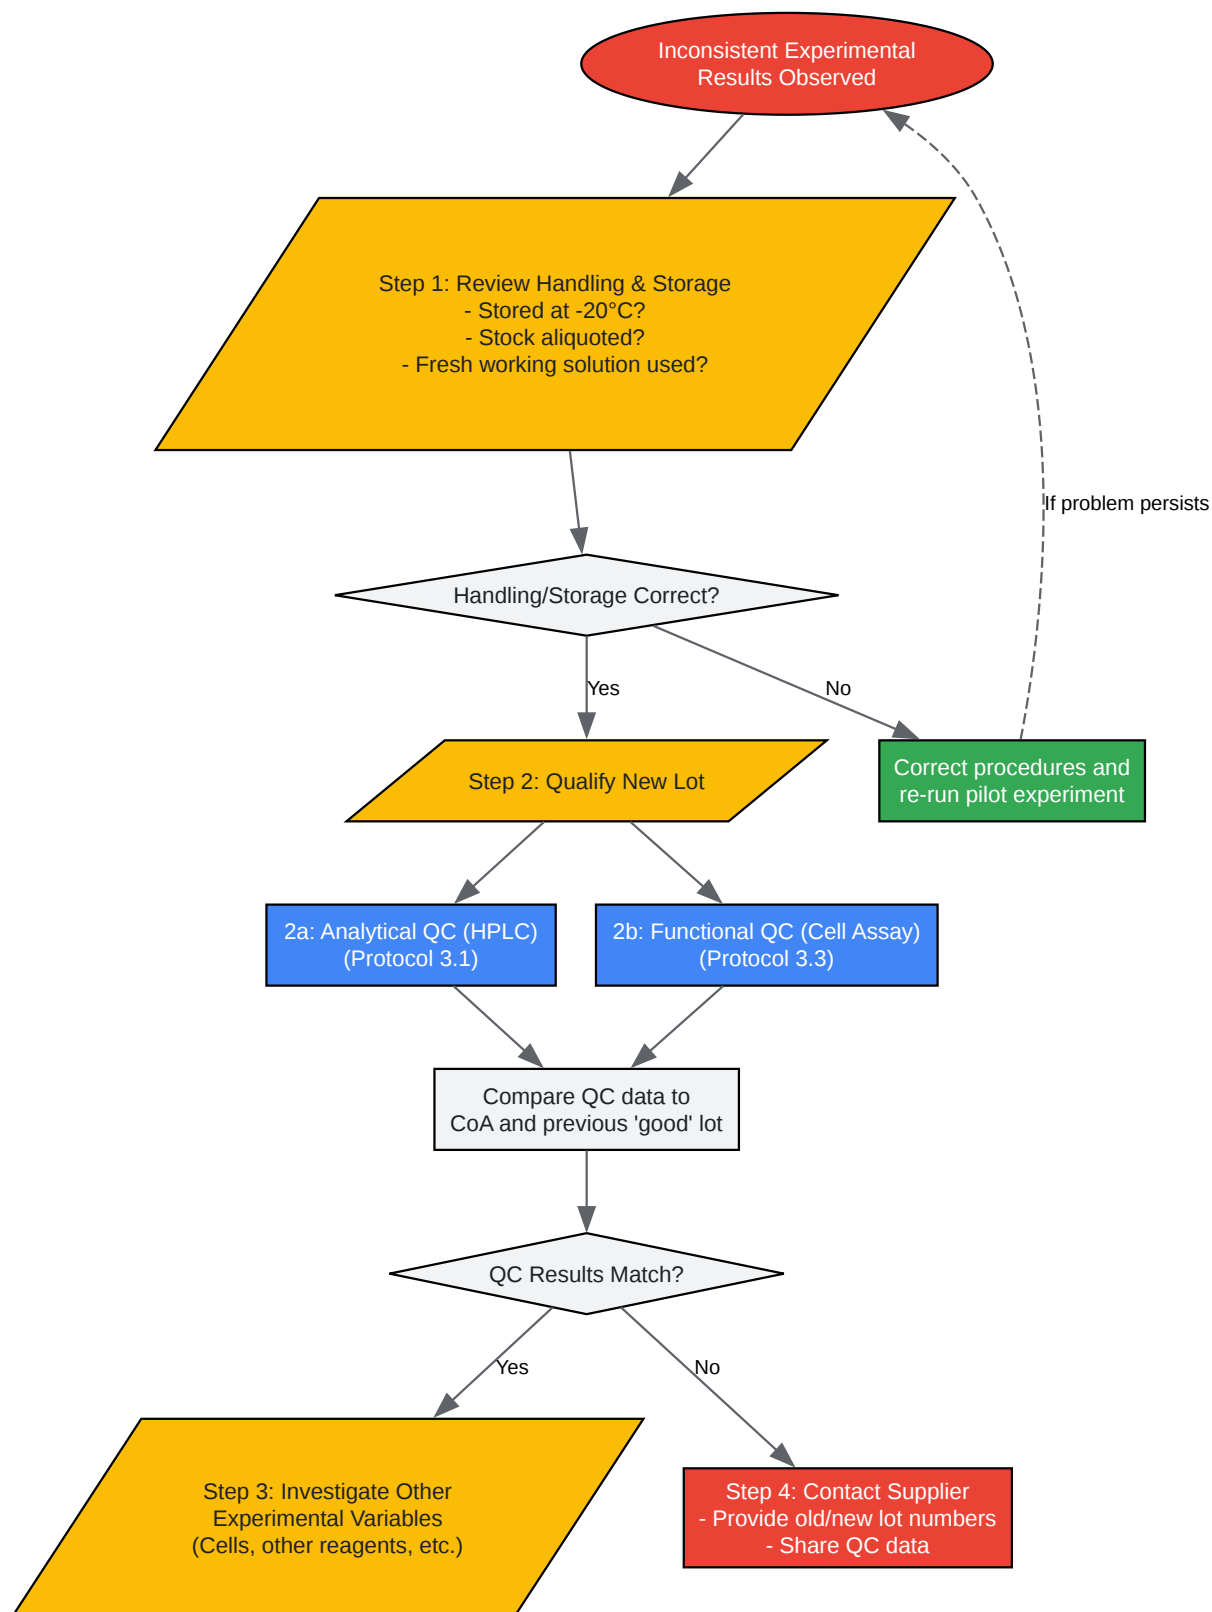 Inconsistent Experimental
Results Observed
Step 1: Review Handling & Storage
- Stored at -20°C?
- Stock aliquoted?
- Fresh working solution used?
If problem persists
Handling/Storage Correct?
Yes
No
Step 2: Qualify New Lot
Correct procedures and
re-run pilot experiment
2a: Analytical QC (HPLC)
(Protocol 3.1)
2b: Functional QC (Cell Assay)
(Protocol 3.3)
Compare QC data to
CoA and previous 'good' lot
QC Results Match?
Yes
No
Step 3: Investigate Other
Experimental Variables
(Cells, other reagents, etc.)
Step 4: Contact Supplier
- Provide old/new lot numbers
- Share QC data